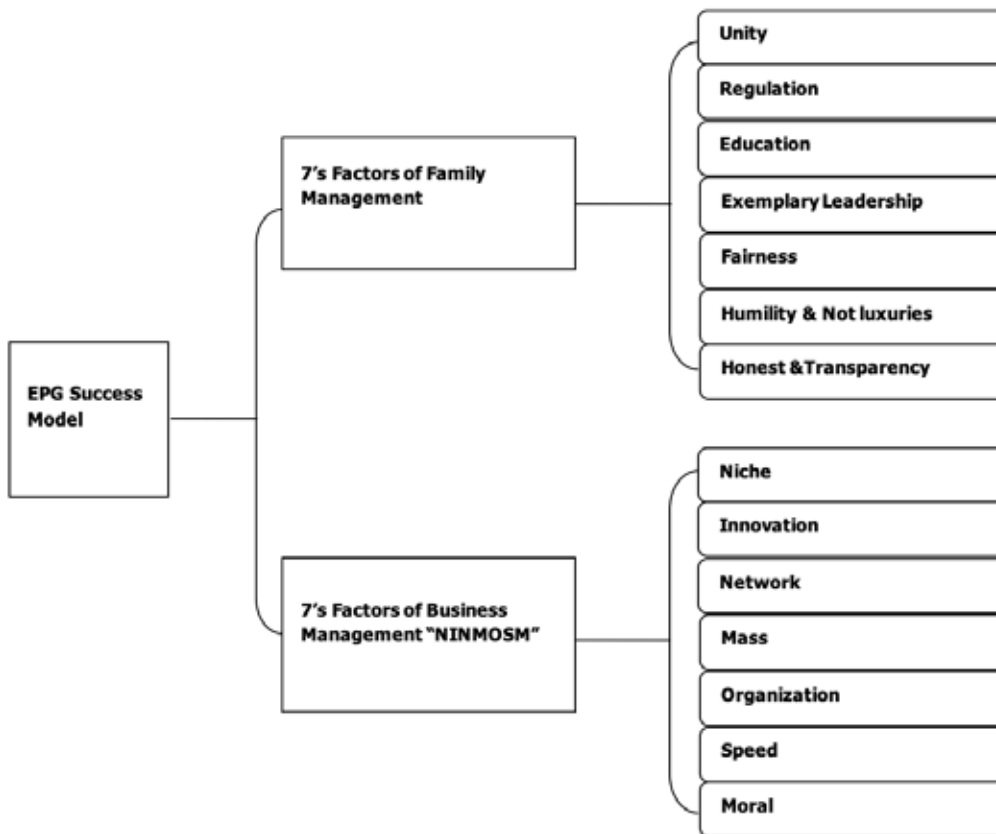 Unity
Regulation
Education
Exemplary Leadership
Fairness
Humility & Not luxuries
Honest &Transparency
7’s Factors of Family
Management
EPG Success
Model
7’s Factors of Business
Management “NINMOSM”
Niche
Innovation
Network
Mass
Organization
Speed
Moral